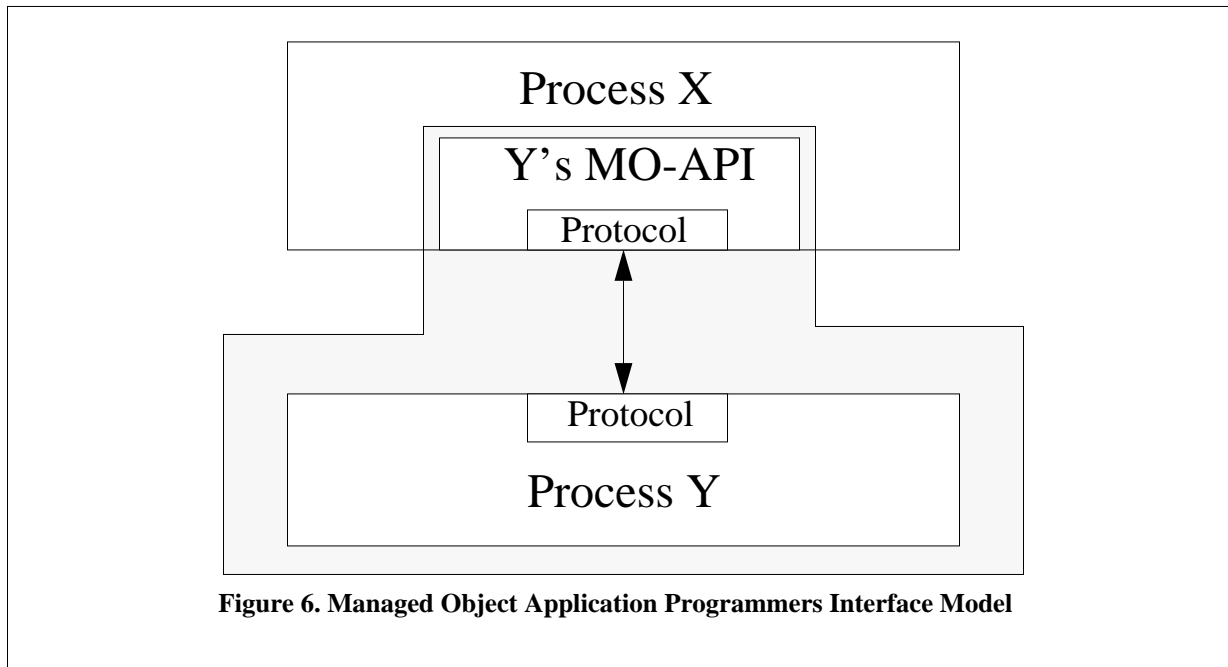 Process X
Y’s MO-API
Protocol
Protocol
Process Y
Figure 6. Managed Object Application Programmers Interface Model